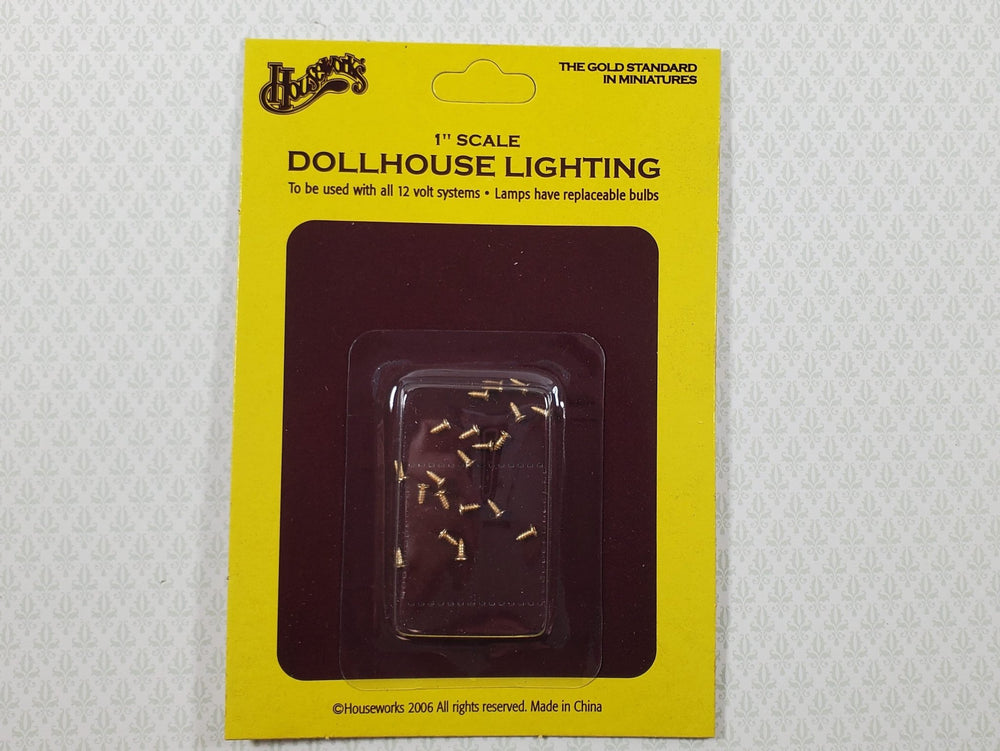 Houseworks
THE GOLD STANDARD
IN MINIATURES
1" SCALE
DOLLHOUSE LIGHTING
To be used with all 12 volt systems • Lamps have replaceable bulbs
©Houseworks 2006 All rights reserved. Made in China